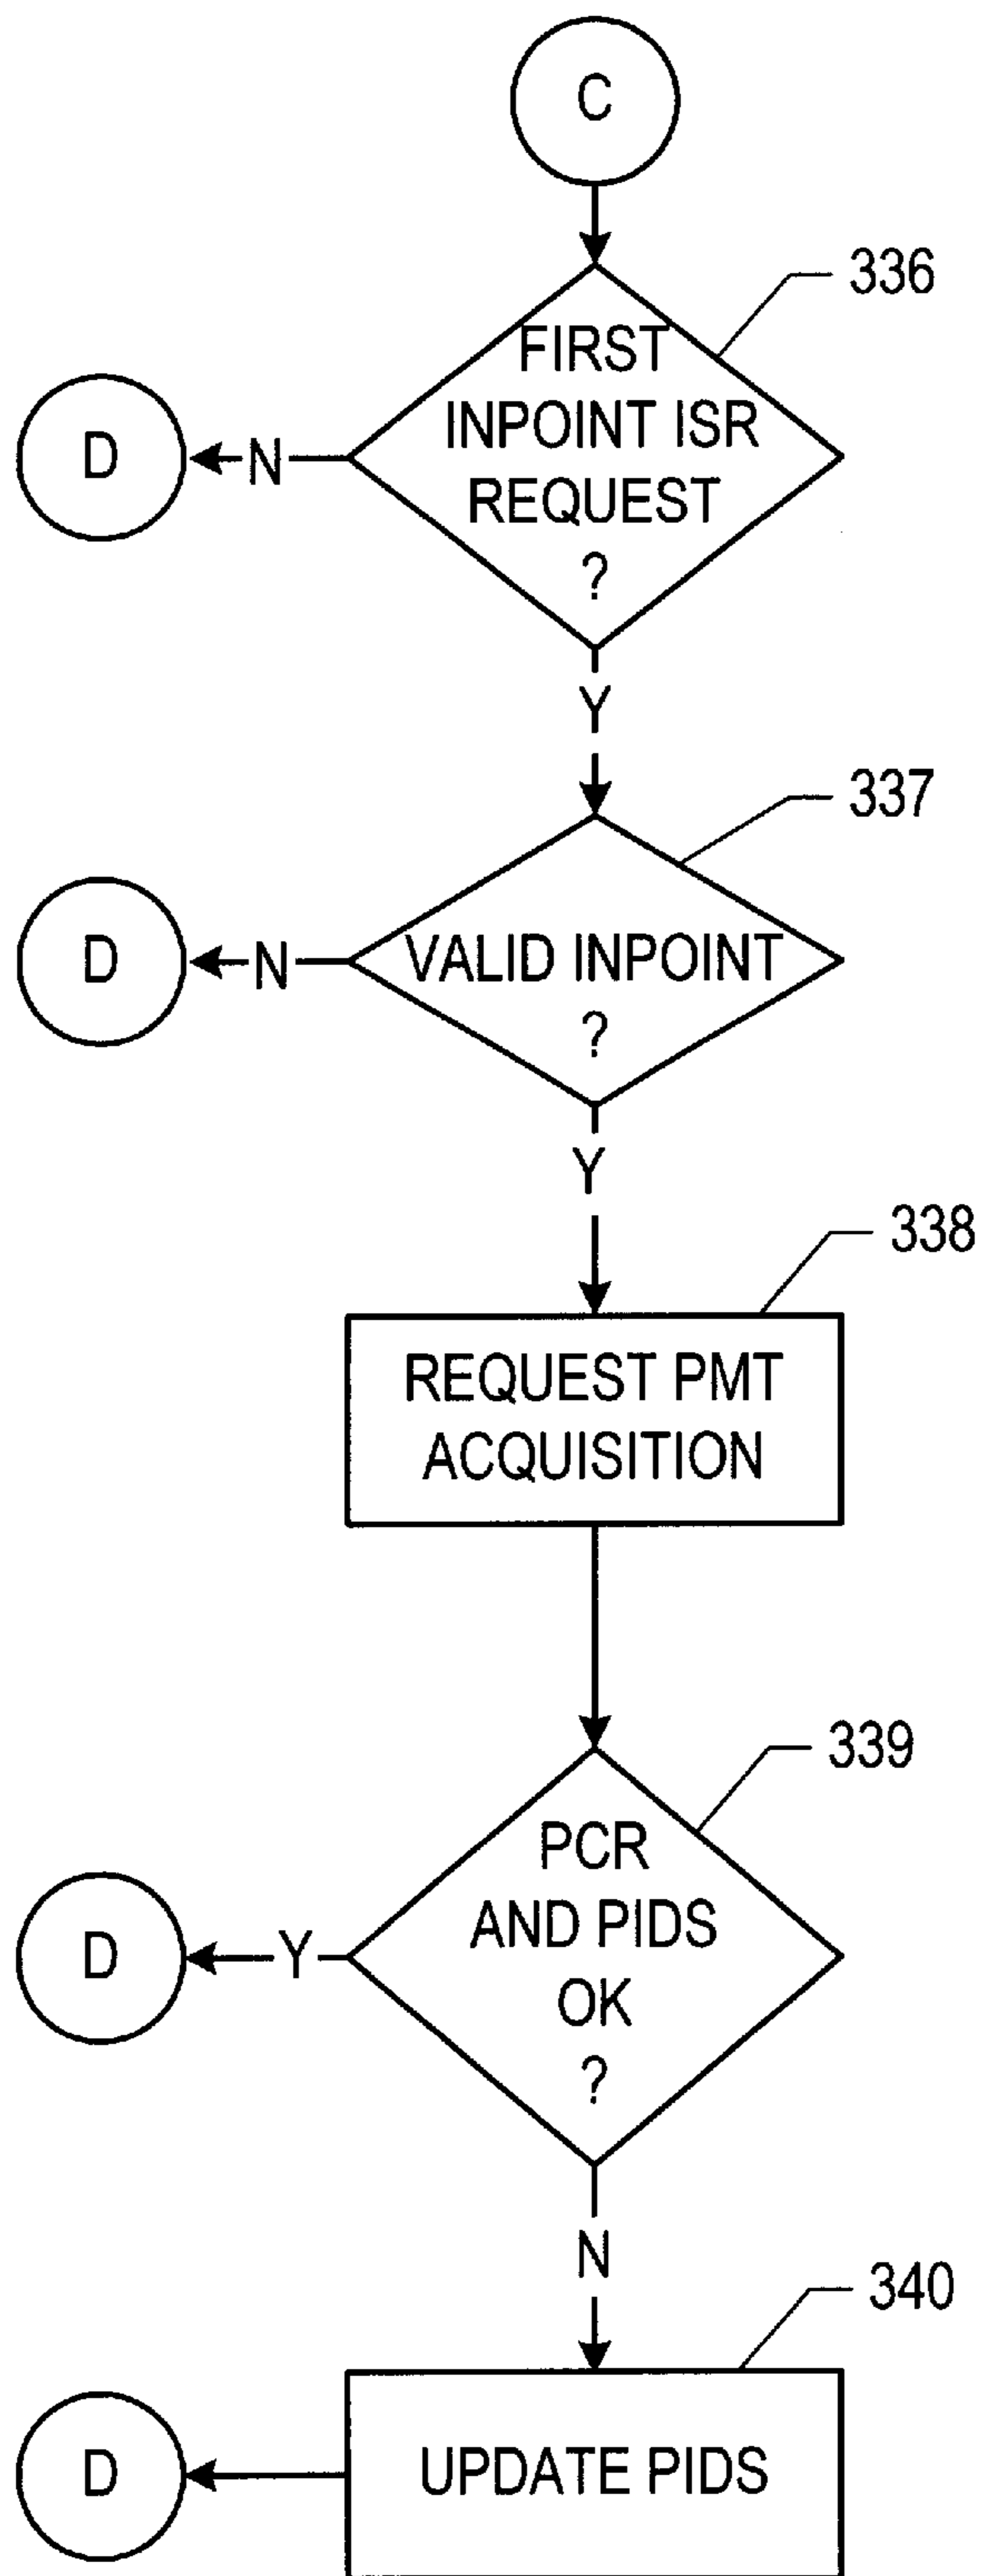 C
336
FIRST
INPOINT ISR
REQUEST
?
D
N
Y
337
VALID INPOINT
?
D
N
Y
338
REQUEST PMT
ACQUISITION
339
PCR
AND PIDS
OK
?
D
Y
N
340
UPDATE PIDS
D